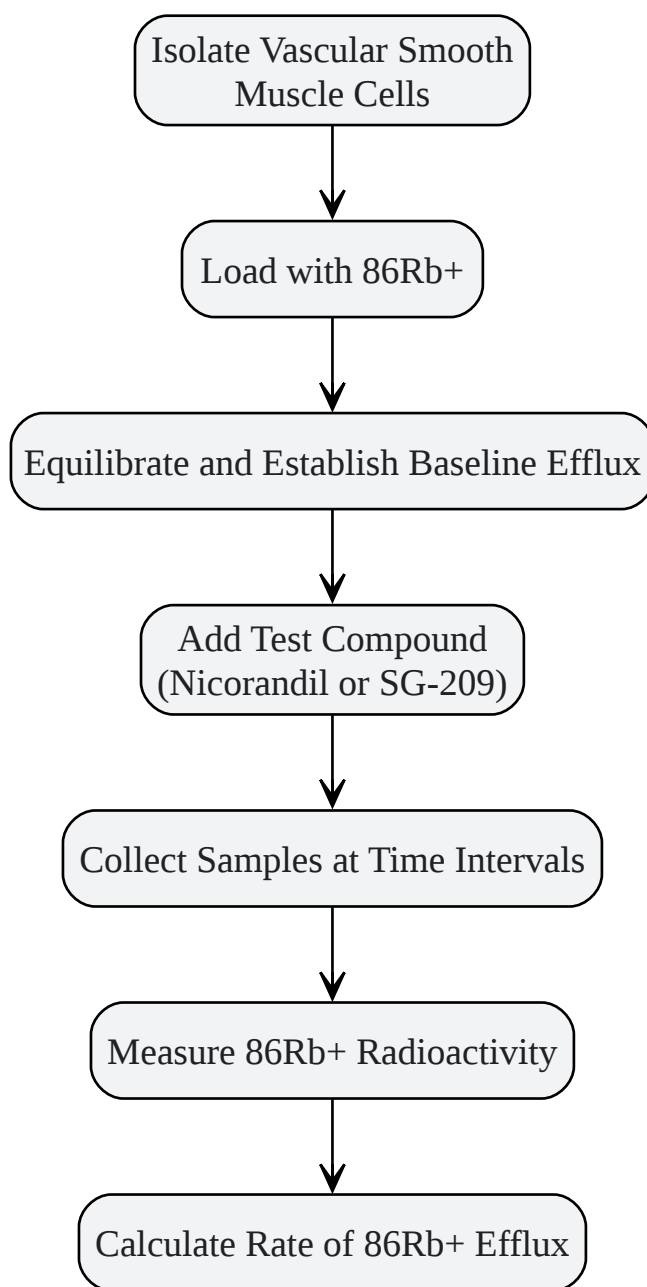 Isolate Vascular Smooth
Muscle Cells
Load with 86Rb+
Equilibrate and Establish Baseline Efflux
Add Test Compound
(Nicorandil or SG-209)
Collect Samples at Time Intervals
Measure 86Rb+ Radioactivity
Calculate Rate of 86Rb+ Efflux